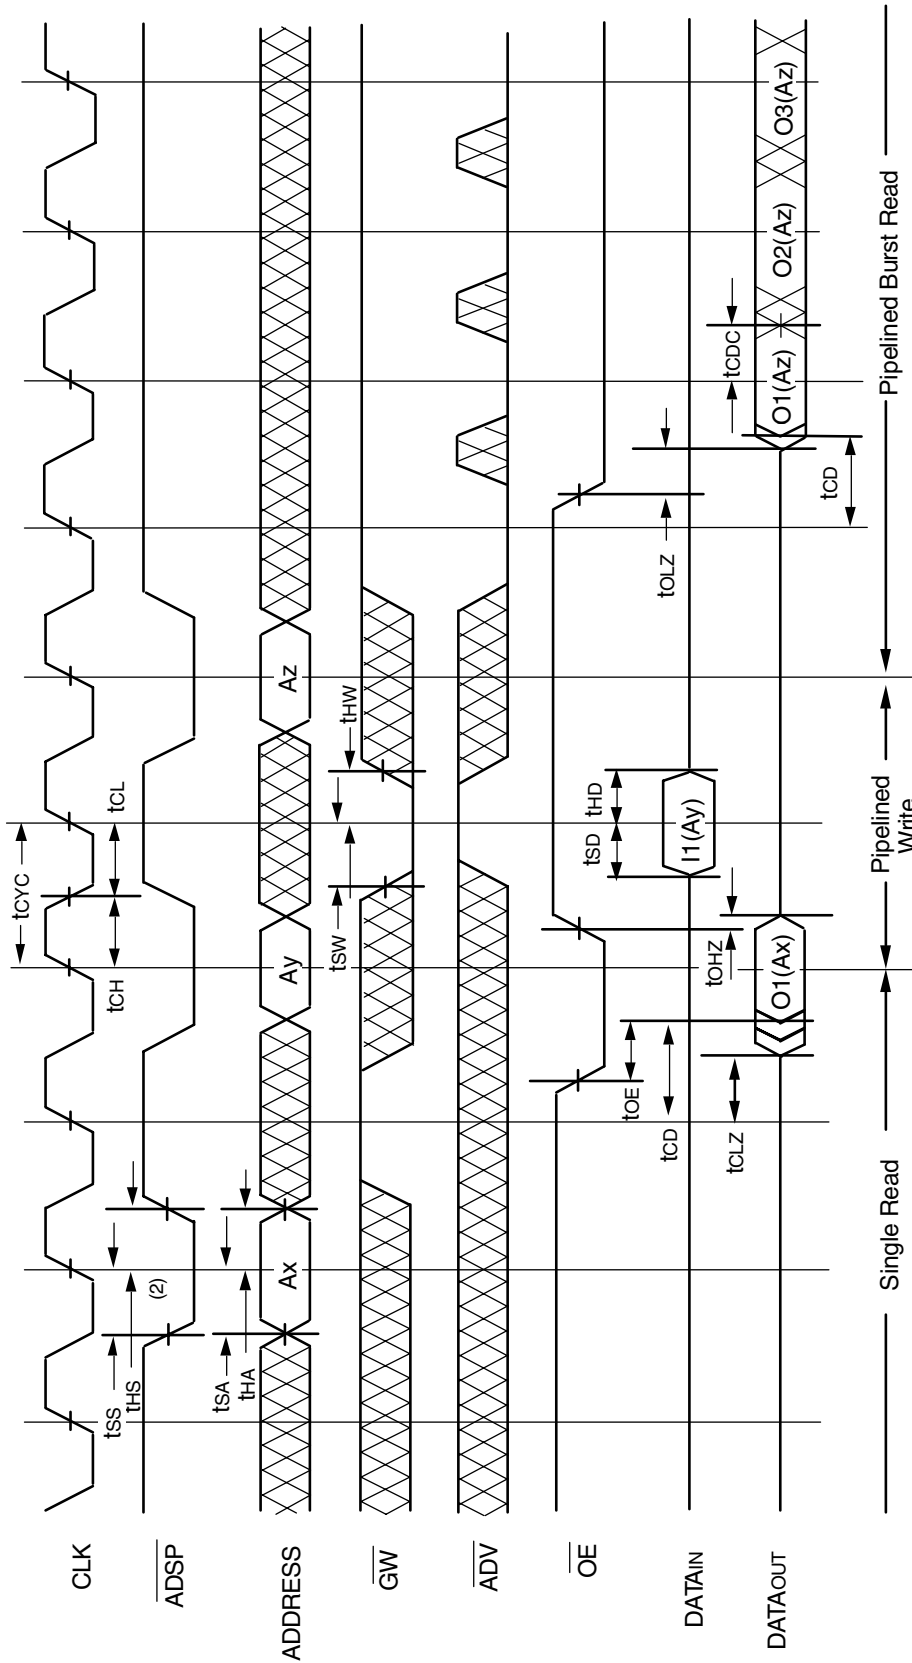 tCYC
CLK
tCH
tCL
tSS
tHS
(2)
ADSP
tSA
tHA
ADDRESS
Ax
Ay
Az
tSW
tHW
GW
ADV
OE
tOE
tOLZ
tSD
tHD
tCD
DATAIN
I1(Ay)
tCLZ
tOHZ
tCDC
DATAOUT
O1(Ax)
O1(Az)
O2(Az)
O3(Az)
tCD
Single Read
Pipelined
Write
Pipelined Burst Read